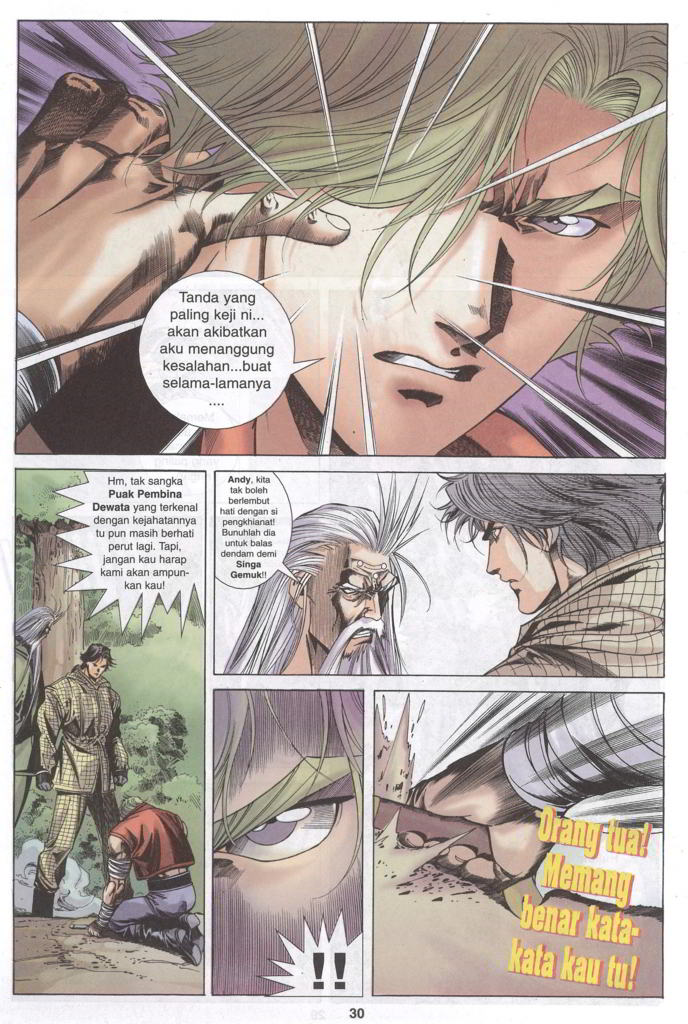 Tanda yang
paling keji ni...
akan akibatkan
aku menanggung
kesalahan...buat
selama-lamanya
....
Hm, tak sangka
Puak Pembina
Dewata yang terkenal
dengan kejahatannya
tu pun masih berhati
perut lagi. Tapi,
jangan kau harap
kami akan ampun-
kan kau!
Andy, kita
tak boleh
berlembut
hati dengan si
pengkhianat!
Bunuhlah dia
untuk balas
dendam demi
Singa
Gemuk!!
!!
Orang tua!
Memang
benar kata-
kata kau tu!
30